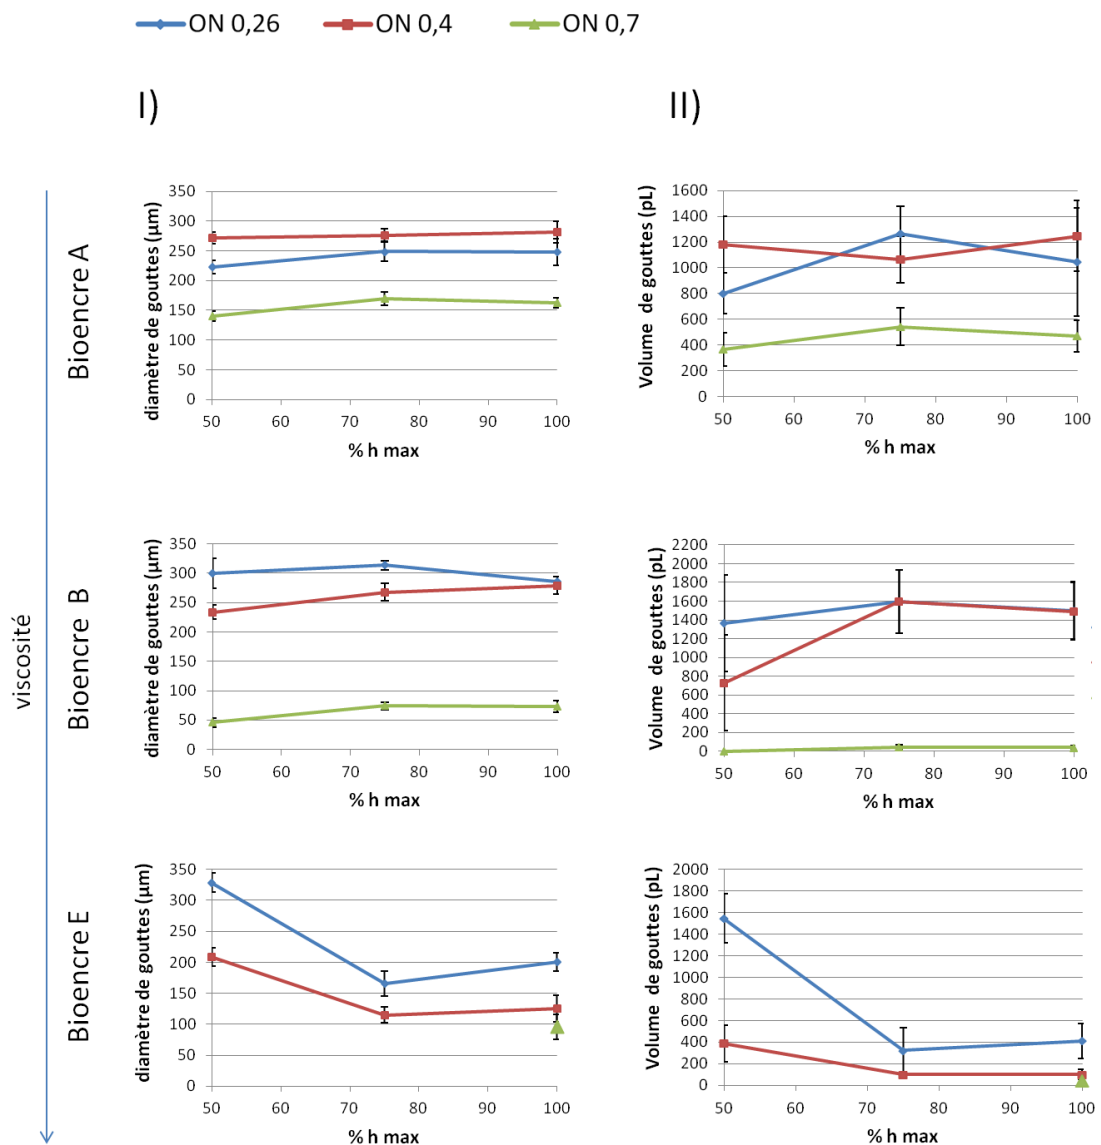 ON 0,26 ON 0,4 ON 0,7
I) II)
viscosité
Bioencre A
diamètre de gouttes (µm)
350
300
250
200
150
100
50
0
50 60 70 80 90 100
% h max
Volume de gouttes (pL)
1600
1400
1200
1000
800
600
400
200
0
50 60 70 80 90 100
% h max
Bioencre B
diamètre de gouttes (µm)
350
300
250
200
150
100
50
0
50 60 70 80 90 100
% h max
Volume de gouttes (pL)
2200
2000
1800
1600
1400
1200
1000
800
600
400
200
0
50 60 70 80 90 100
% h max
Bioencre E
diamètre de gouttes (µm)
350
300
250
200
150
100
50
0
50 60 70 80 90 100
% h max
Volume de gouttes (pL)
2000
1800
1600
1400
1200
1000
800
600
400
200
0
50 60 70 80 90 100
% h max